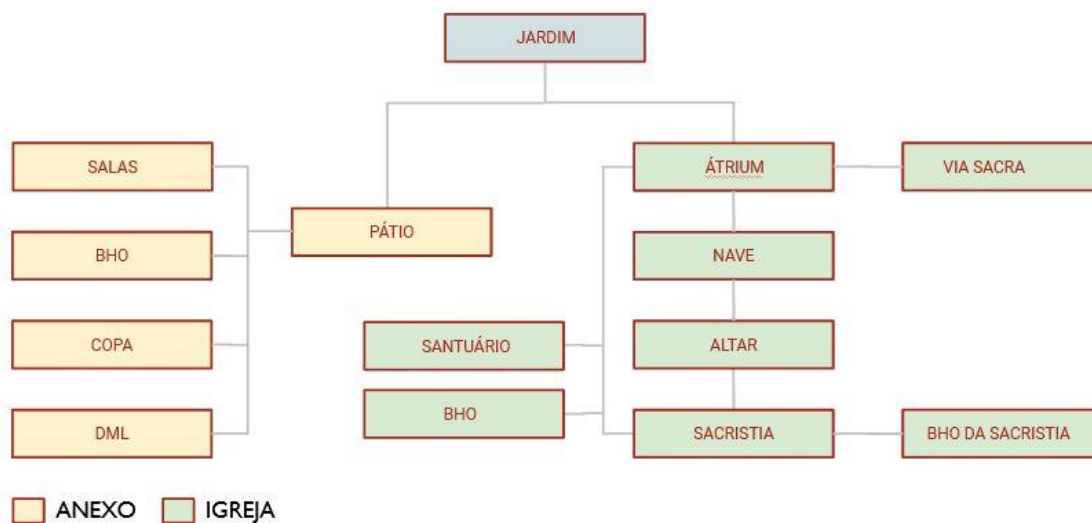 JARDIM
SALAS
ÁTRIUM
VIA SACRA
PÁTIO
BHO
NAVE
SANTUÁRIO
COPA
ALTAR
BHO
DML
SACRISTIA
BHO DA SACRISTIA
ANEXO
IGREJA